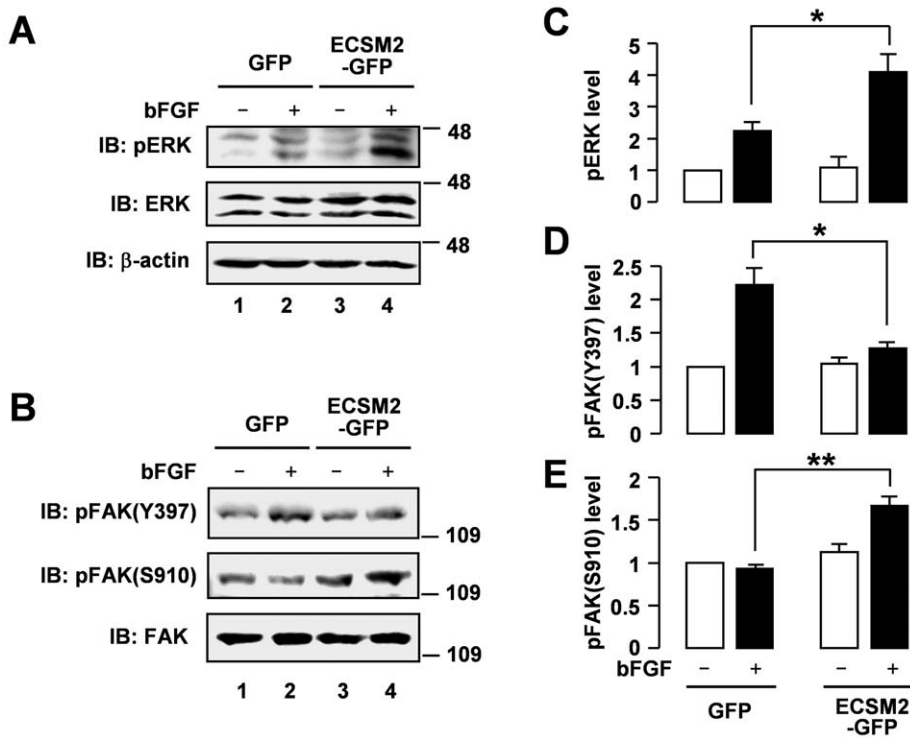 A
GFP
ECSM2
-GFP
bFGF − + − +
IB: pERK
48
IB: ERK
48
IB: β-actin
48
1 2 3 4
B
GFP
ECSM2
-GFP
bFGF − + − +
IB: pFAK(Y397)
109
IB: pFAK(S910)
109
IB: FAK
109
1 2 3 4
C
*
pERK level
5
4
3
2
1
0
D
*
pFAK(Y397) level
2.5
2
1.5
1
0.5
0
E
**
pFAK(S910) level
2
1.5
1
0.5
0
bFGF − + − +
GFP
ECSM2
-GFP